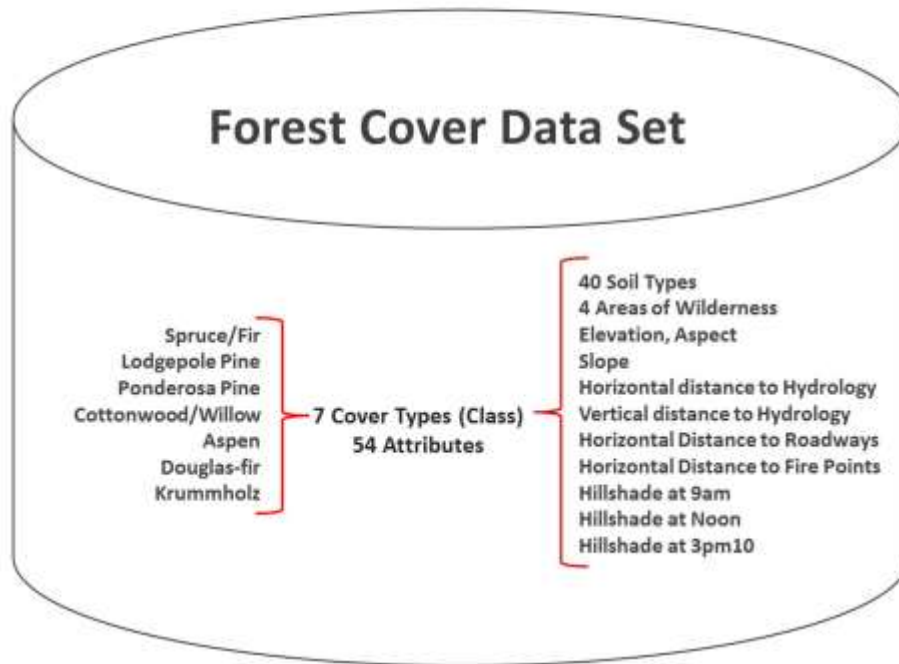 Forest Cover Data Set
Spruce/Fir
Lodgepole Pine
Ponderosa Pine
Cottonwood/Willow
Aspen
Douglas-fir
Krummholz
7 Cover Types (Class)
54 Attributes
40 Soil Types
4 Areas of Wilderness
Elevation, Aspect
Slope
Horizontal distance to Hydrology
Vertical distance to Hydrology
Horizontal Distance to Roadways
Horizontal Distance to Fire Points
Hillshade at 9am
Hillshade at Noon
Hillshade at 3pm10